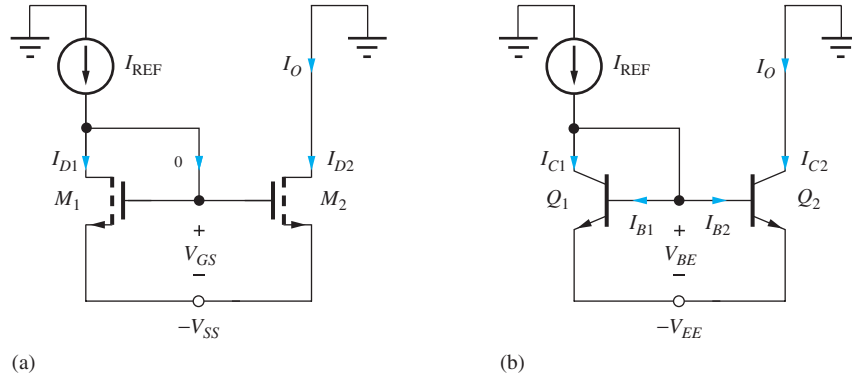 I_REF
I_O
I_D1
0
I_D2
M_1
M_2
+
V_GS
−
−V_SS
(a)
I_REF
I_O
I_C1
I_C2
Q_1
Q_2
I_B1
+
I_B2
V_BE
−
−V_EE
(b)